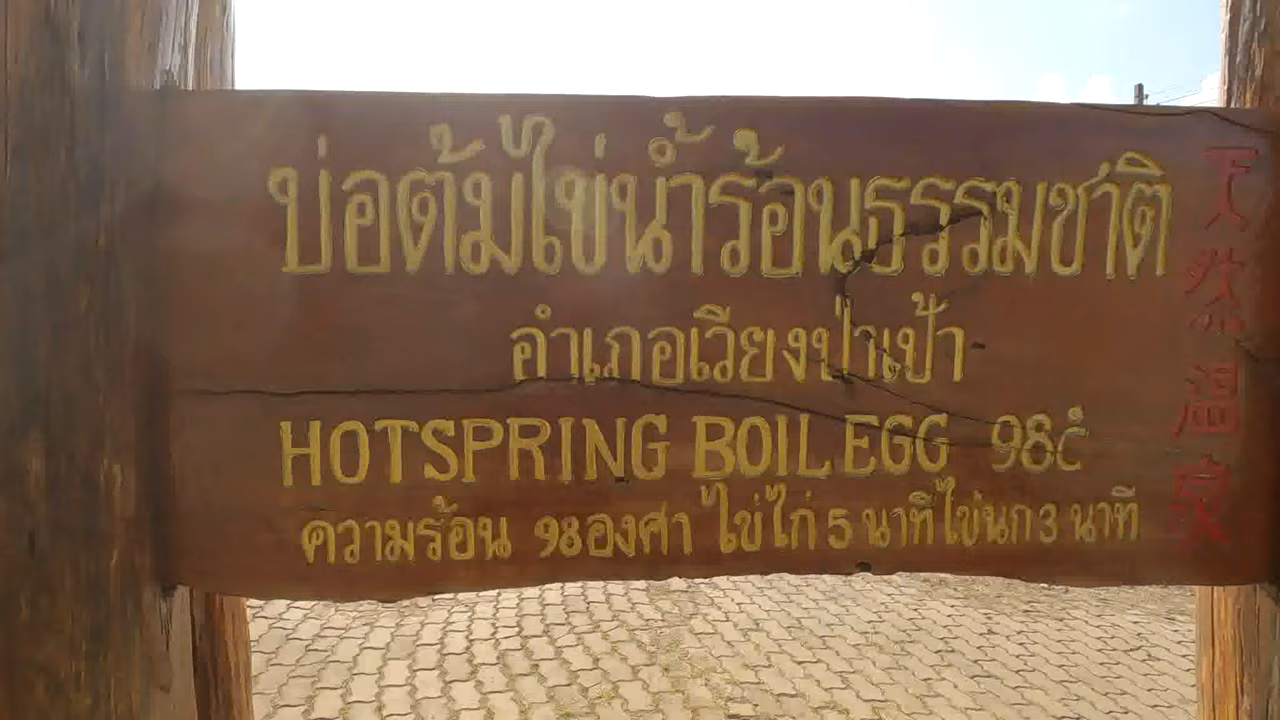 บ่อต้มไข่น้ำร้อนธรรมชาติ
อำเภอเวียงป่าเป้า
HOTSPRING BOIL EGG 98c̊
ความร้อน 98องศา ไข่ไก่ 5 นาที ไข่นก 3 นาที
天然温泉